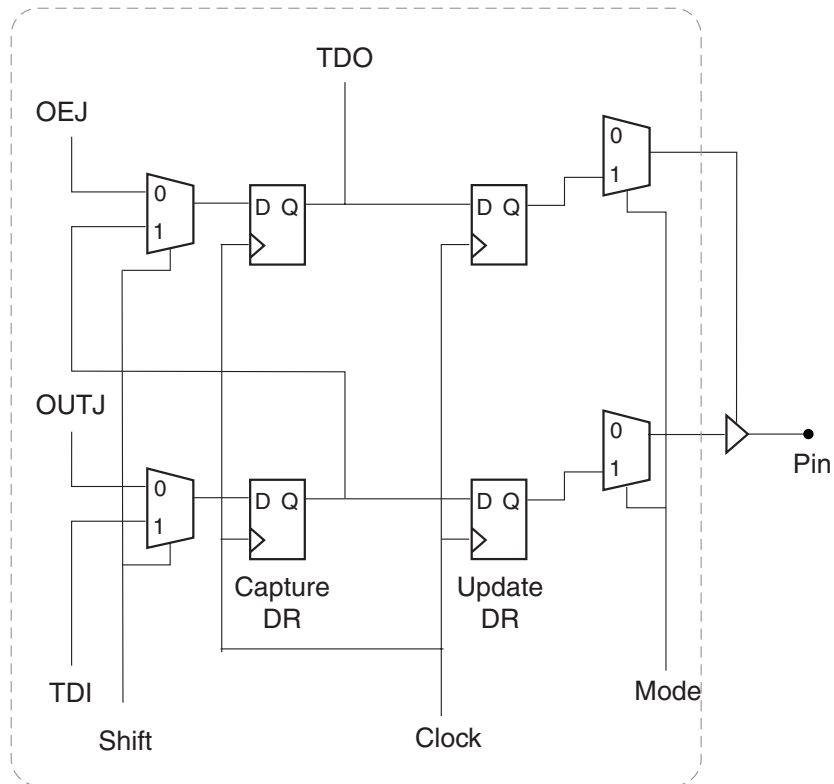 TDO
OEJ
0
1
0
1
D Q
D Q
OUTJ
0
1
0
1
D Q
D Q
Pin
Capture
DR
Update
DR
TDI
Mode
Shift
Clock